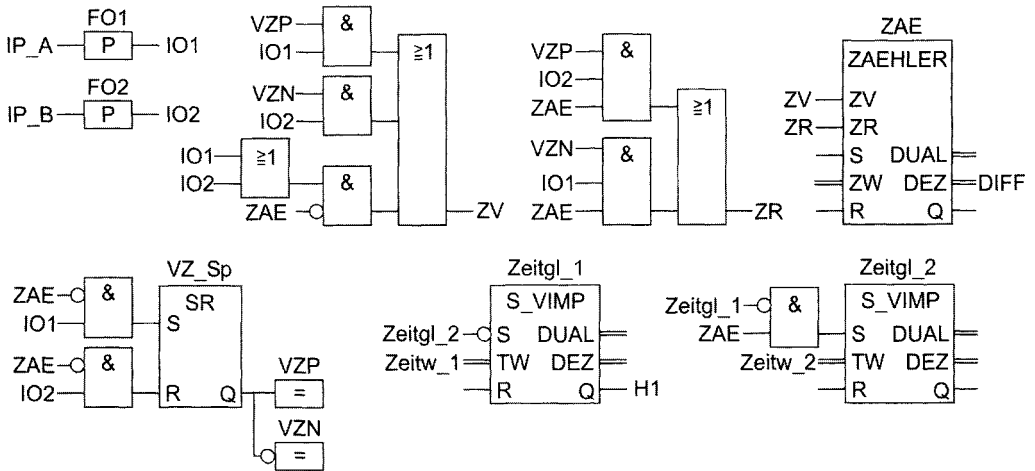 FO1
IP_A P IO1
FO2
IP_B P IO2
VZP &
IO1
VZN &
IO2
IO1 ≧1
IO2
ZAE &
≧1
ZV
VZP &
IO2
ZAE
VZN &
IO1
ZAE
≧1
ZR
ZAE
ZAEHLER
ZV ZV
ZR ZR
S DUAL
ZW DEZ DIFF
R Q
VZ_Sp
ZAE & SR
IO1 S
ZAE &
IO2 R Q
VZP
=
VZN
=
Zeitgl_1
S_VIMP
Zeitgl_2 S DUAL
Zeitw_1 TW DEZ
R Q H1
Zeitgl_2
Zeitgl_1 & S_VIMP
ZAE S DUAL
Zeitw_2 TW DEZ
R Q